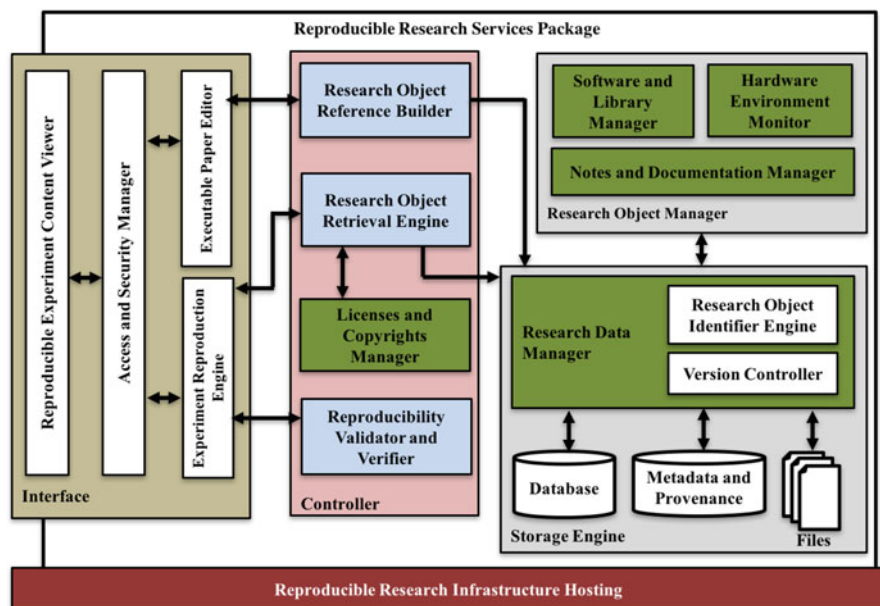 Reproducible Research Services Package
Reproducible Experiment Content Viewer
Access and Security Manager
Executable Paper Editor
Experiment Reproduction
Engine
Interface
Research Object
Reference Builder
Research Object
Retrieval Engine
Licenses and
Copyrights
Manager
Reproducibility
Validator and
Verifier
Controller
Software and
Library
Manager
Hardware
Environment
Monitor
Notes and Documentation Manager
Research Object Manager
Research Data
Manager
Research Object
Identifier Engine
Version Controller
Database
Metadata and
Provenance
Files
Storage Engine
Reproducible Research Infrastructure Hosting